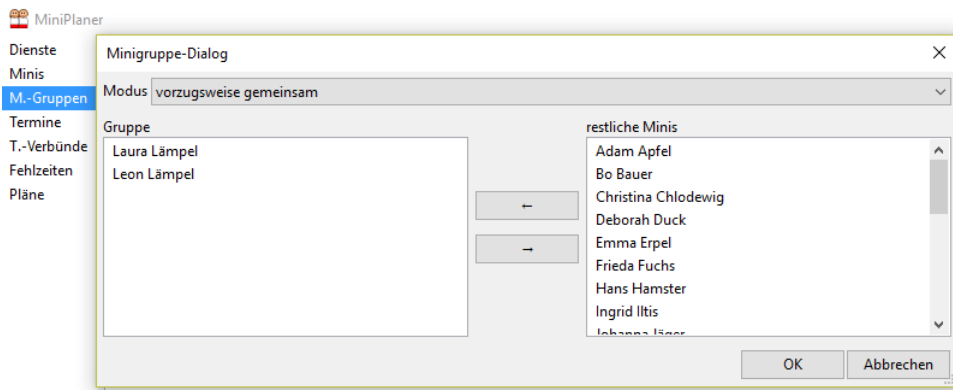 MiniPlaner
Dienste
Minis
M.-Gruppen
Termine
T.-Verbünde
Fehlzeiten
Pläne
Minigruppe-Dialog
Modus vorzugsweise gemeinsam
Gruppe
Laura Lämpel
Leon Lämpel
←
→
restliche Minis
Adam Apfel
Bo Bauer
Christina Chlodewig
Deborah Duck
Emma Erpel
Frieda Fuchs
Hans Hamster
Ingrid Iltis
Johanna Jäger
OK Abbrechen